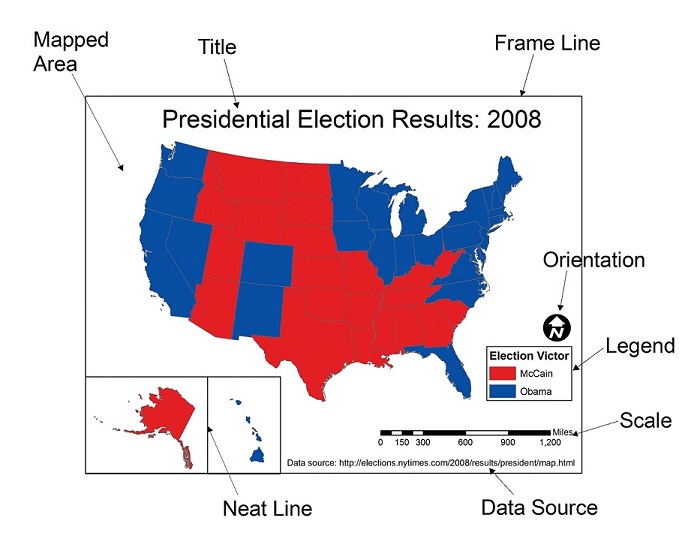 Mapped
Area
Title
Frame Line
Presidential Election Results: 2008
Orientation
N
Election Victor
McCain
Obama
Legend
Scale
Miles
0 150 300 600 900 1,200
Data source: http://elections.nytimes.com/2008/results/president/map.html
Neat Line
Data Source